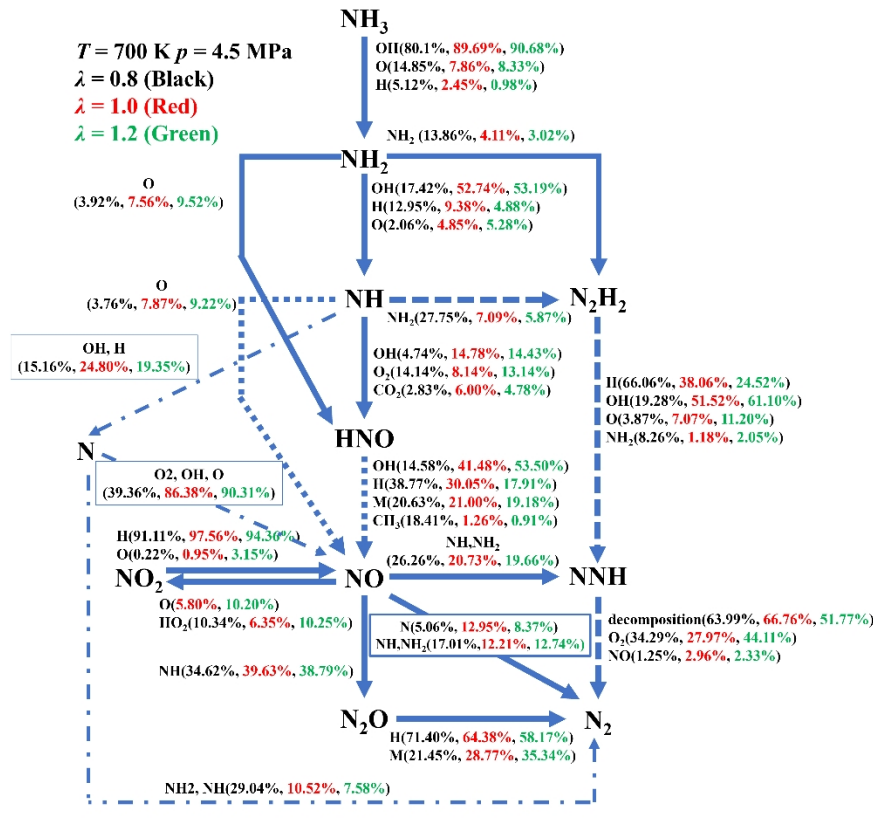 NH3
T = 700 K p = 4.5 MPa
λ = 0.8 (Black)
λ = 1.0 (Red)
λ = 1.2 (Green)
OH(80.1%, 89.69%, 90.68%)
O(14.85%, 7.86%, 8.33%)
H(5.12%, 2.45%, 0.98%)
NH2 (13.86%, 4.11%, 3.02%)
NH2
O
(3.92%, 7.56%, 9.52%)
OH(17.42%, 52.74%, 53.19%)
H(12.95%, 9.38%, 4.88%)
O(2.06%, 4.85%, 5.28%)
O
(3.76%, 7.87%, 9.22%)
NH
N2H2
NH2(27.75%, 7.09%, 5.87%)
OH, H
(15.16%, 24.80%, 19.35%)
OH(4.74%, 14.78%, 14.43%)
O2(14.14%, 8.14%, 13.14%)
CO2(2.83%, 6.00%, 4.78%)
H(66.06%, 38.06%, 24.52%)
OH(19.28%, 51.52%, 61.10%)
O(3.87%, 7.07%, 11.20%)
NH2(8.26%, 1.18%, 2.05%)
HNO
N
O2, OH, O
(39.36%, 86.38%, 90.31%)
OH(14.58%, 41.48%, 53.50%)
H(38.77%, 30.05%, 17.91%)
M(20.63%, 21.00%, 19.18%)
CH3(18.41%, 1.26%, 0.91%)
H(91.11%, 97.56%, 94.36%)
O(0.22%, 0.95%, 3.15%)
NH,NH2
(26.26%, 20.73%, 19.66%)
NO2
NO
NNH
O(5.80%, 10.20%)
HO2(10.34%, 6.35%, 10.25%)
N(5.06%, 12.95%, 8.37%)
NH,NH2(17.01%,12.21%, 12.74%)
decomposition(63.99%, 66.76%, 51.77%)
O2(34.29%, 27.97%, 44.11%)
NO(1.25%, 2.96%, 2.33%)
NH(34.62%, 39.63%, 38.79%)
N2O
N2
H(71.40%, 64.38%, 58.17%)
M(21.45%, 28.77%, 35.34%)
NH2, NH(29.04%, 10.52%, 7.58%)